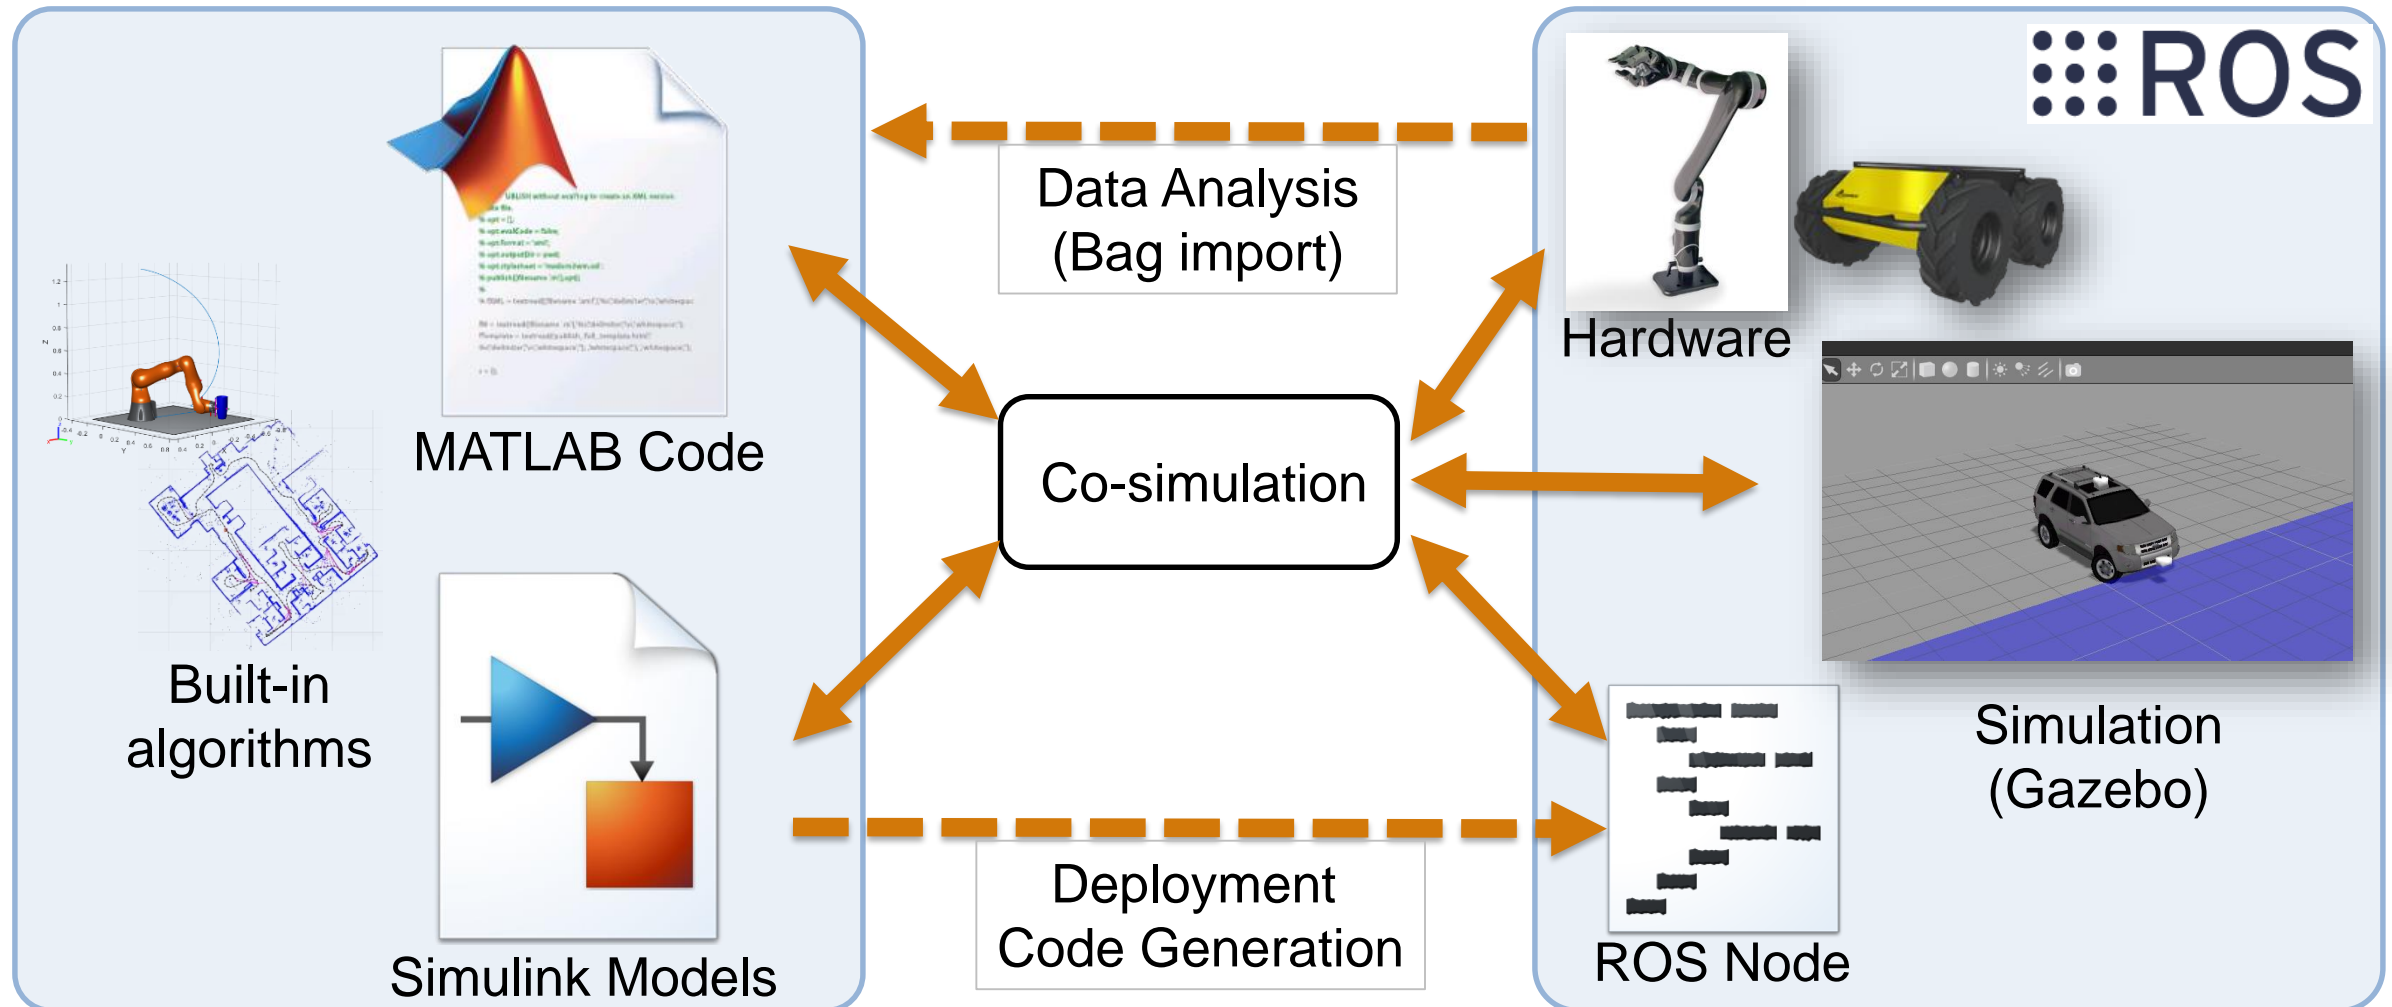 ROS
Data Analysis
(Bag import)
Hardware
MATLAB Code
Co-simulation
Built-in
algorithms
Simulation
(Gazebo)
Deployment
Code Generation
Simulink Models
ROS Node